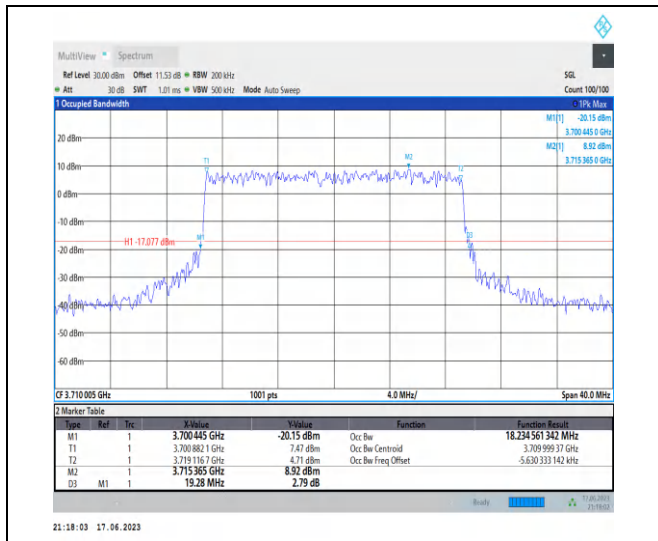 MultiView Spectrum
Ref Level 30.00 dBm Offset 11.53 dB RBW 200 kHz SGL
Att 30 dB SWT 1.01 ms VBW 500 kHz Mode Auto Sweep Count 100/100
1 Occupied Bandwidth 1Pk Max
M1[1] -20.15 dBm
3.700 445 0 GHz
M2[1] 8.92 dBm
3.715 365 0 GHz
20 dBm
T1 M2 T2
10 dBm
0 dBm
-10 dBm
H1 -17.077 dBm M1 D3
-20 dBm
-30 dBm
-40 dBm
-50 dBm
-60 dBm
CF 3.710 005 GHz 1001 pts 4.0 MHz/ Span 40.0 MHz
2 Marker Table
Type Ref Trc X-Value Y-Value Function Function Result
M1 1 3.700445 GHz -20.15 dBm Occ Bw 18.234 561 342 MHz
T1 1 3.700 882 1 GHz 7.47 dBm Occ Bw Centroid 3.709 999 37 GHz
T2 1 3.719 116 7 GHz 4.71 dBm Occ Bw Freq Offset -5.630 333 142 kHz
M2 1 3.715 365 GHz 8.92 dBm
D3 M1 1 19.28 MHz 2.79 dB
Ready 17.06.2023
21:18:02
21:18:03 17.06.2023